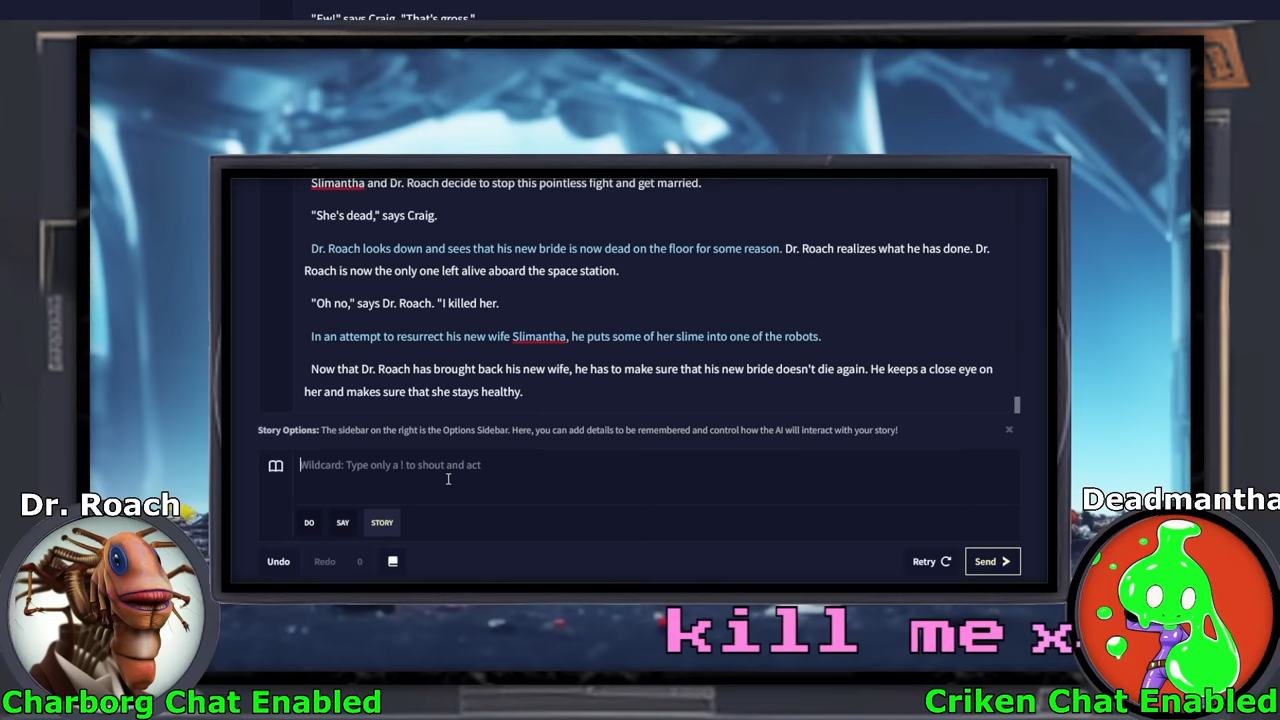 "Ew!" says Craig. "That's gross."
Slimantha and Dr. Roach decide to stop this pointless fight and get married.
"She's dead," says Craig.
Dr. Roach looks down and sees that his new bride is now dead on the floor for some reason. Dr. Roach realizes what he has done. Dr.
Roach is now the only one left alive aboard the space station.
"Oh no," says Dr. Roach. "I killed her.
In an attempt to resurrect his new wife Slimantha, he puts some of her slime into one of the robots.
Now that Dr. Roach has brought back his new wife, he has to make sure that his new bride doesn't die again. He keeps a close eye on
her and makes sure that she stays healthy.
Story Options: The sidebar on the right is the Options Sidebar. Here, you can add details to be remembered and control how the AI will interact with your story!
Wildcard: Type only a ! to shout and act
DO SAY STORY
Undo Redo 0 Retry Send
Dr. Roach
Deadmantha
kill me x
Charborg Chat Enabled
Criken Chat Enabled